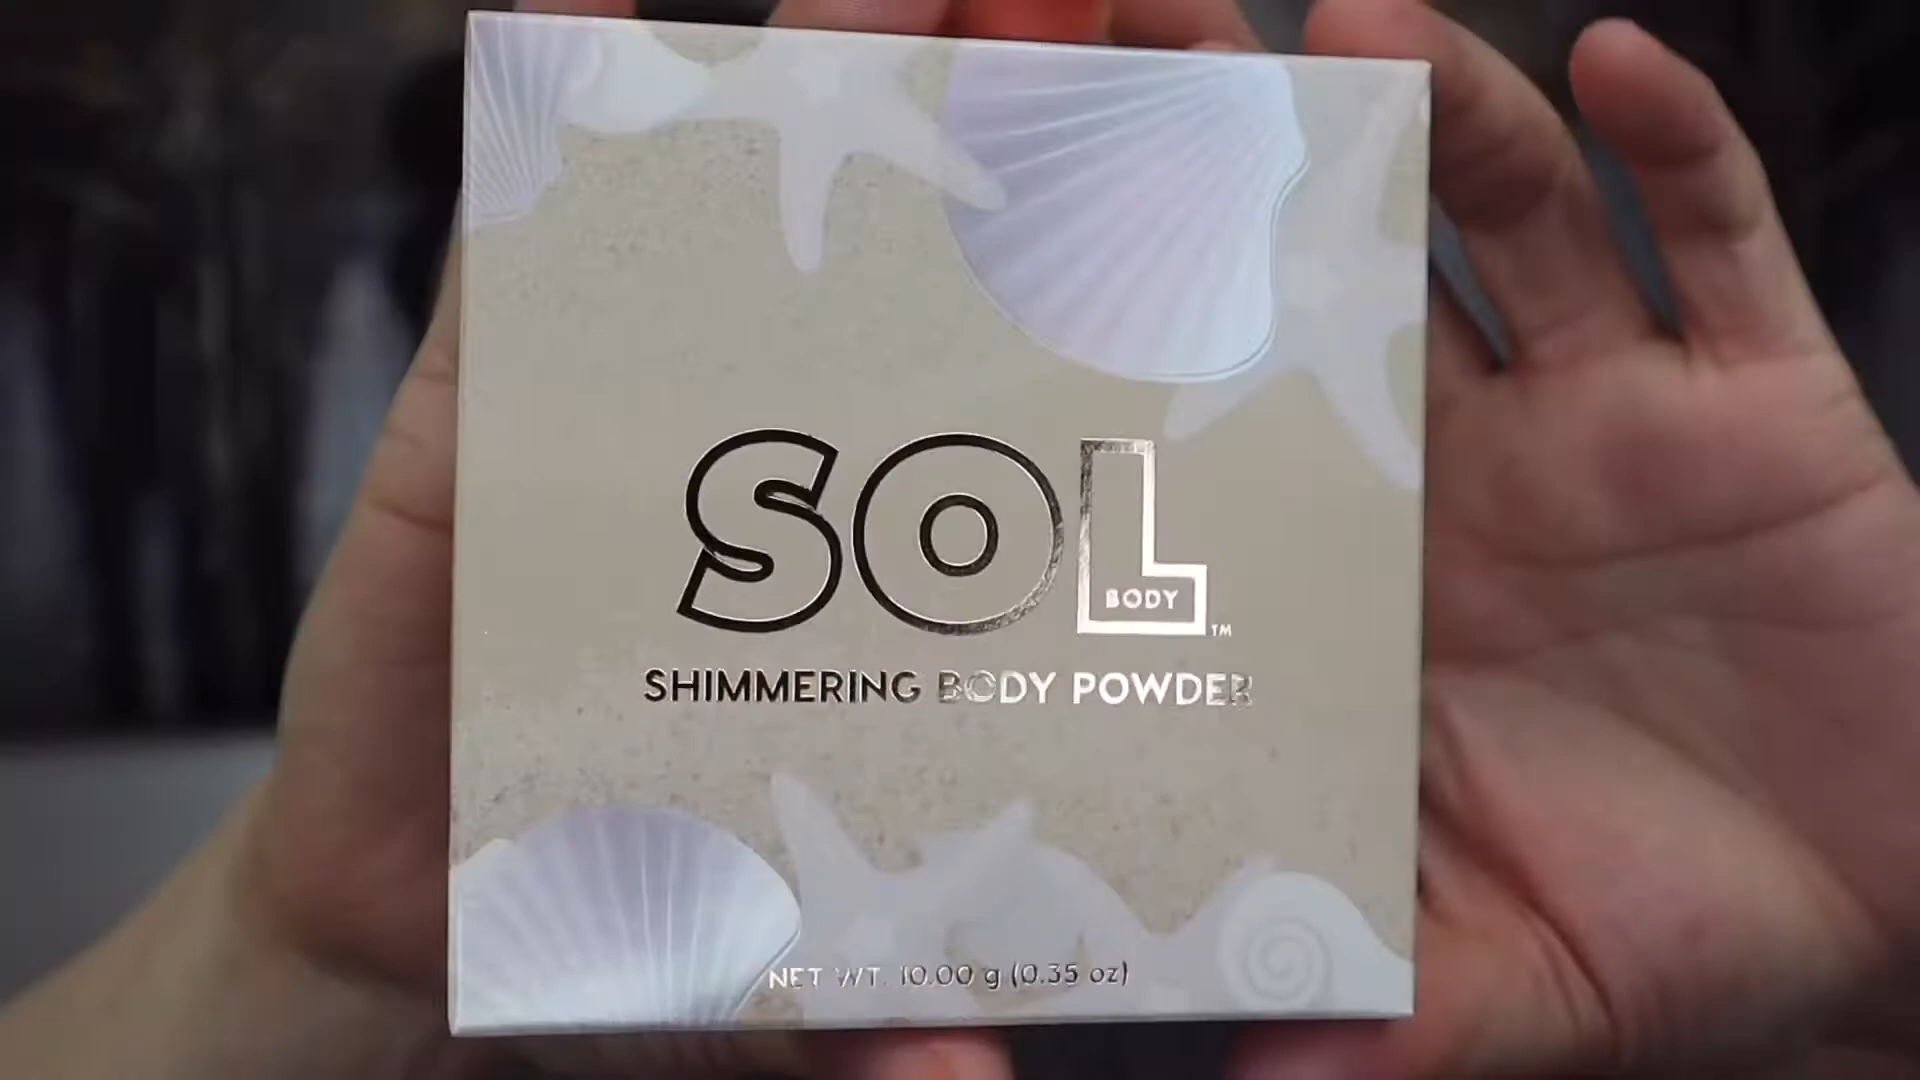 SOL
BODY
™
SHIMMERING BODY POWDER
NET WT. 10.00 g (0.35 oz)